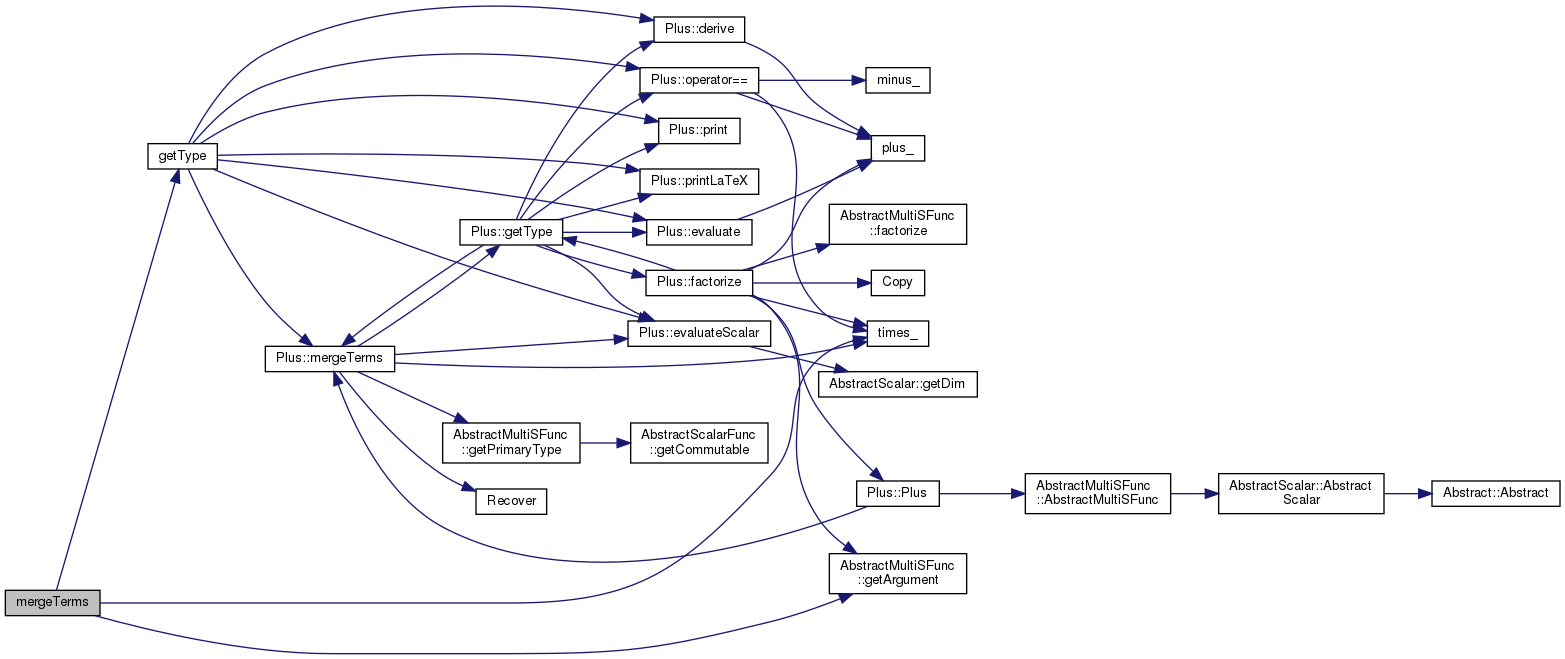 Plus::derive
Plus::operator==
minus_
Plus::print
plus_
getType
Plus::printLaTeX
AbstractMultiSFunc
::factorize
Plus::getType
Plus::evaluate
Plus::factorize
Copy
Plus::evaluateScalar
times_
Plus::mergeTerms
AbstractScalar::getDim
AbstractMultiSFunc
::getPrimaryType
AbstractScalarFunc
::getCommutable
Recover
Plus::Plus
AbstractMultiSFunc
::AbstractMultiSFunc
AbstractScalar::Abstract
Scalar
Abstract::Abstract
AbstractMultiSFunc
::getArgument
mergeTerms